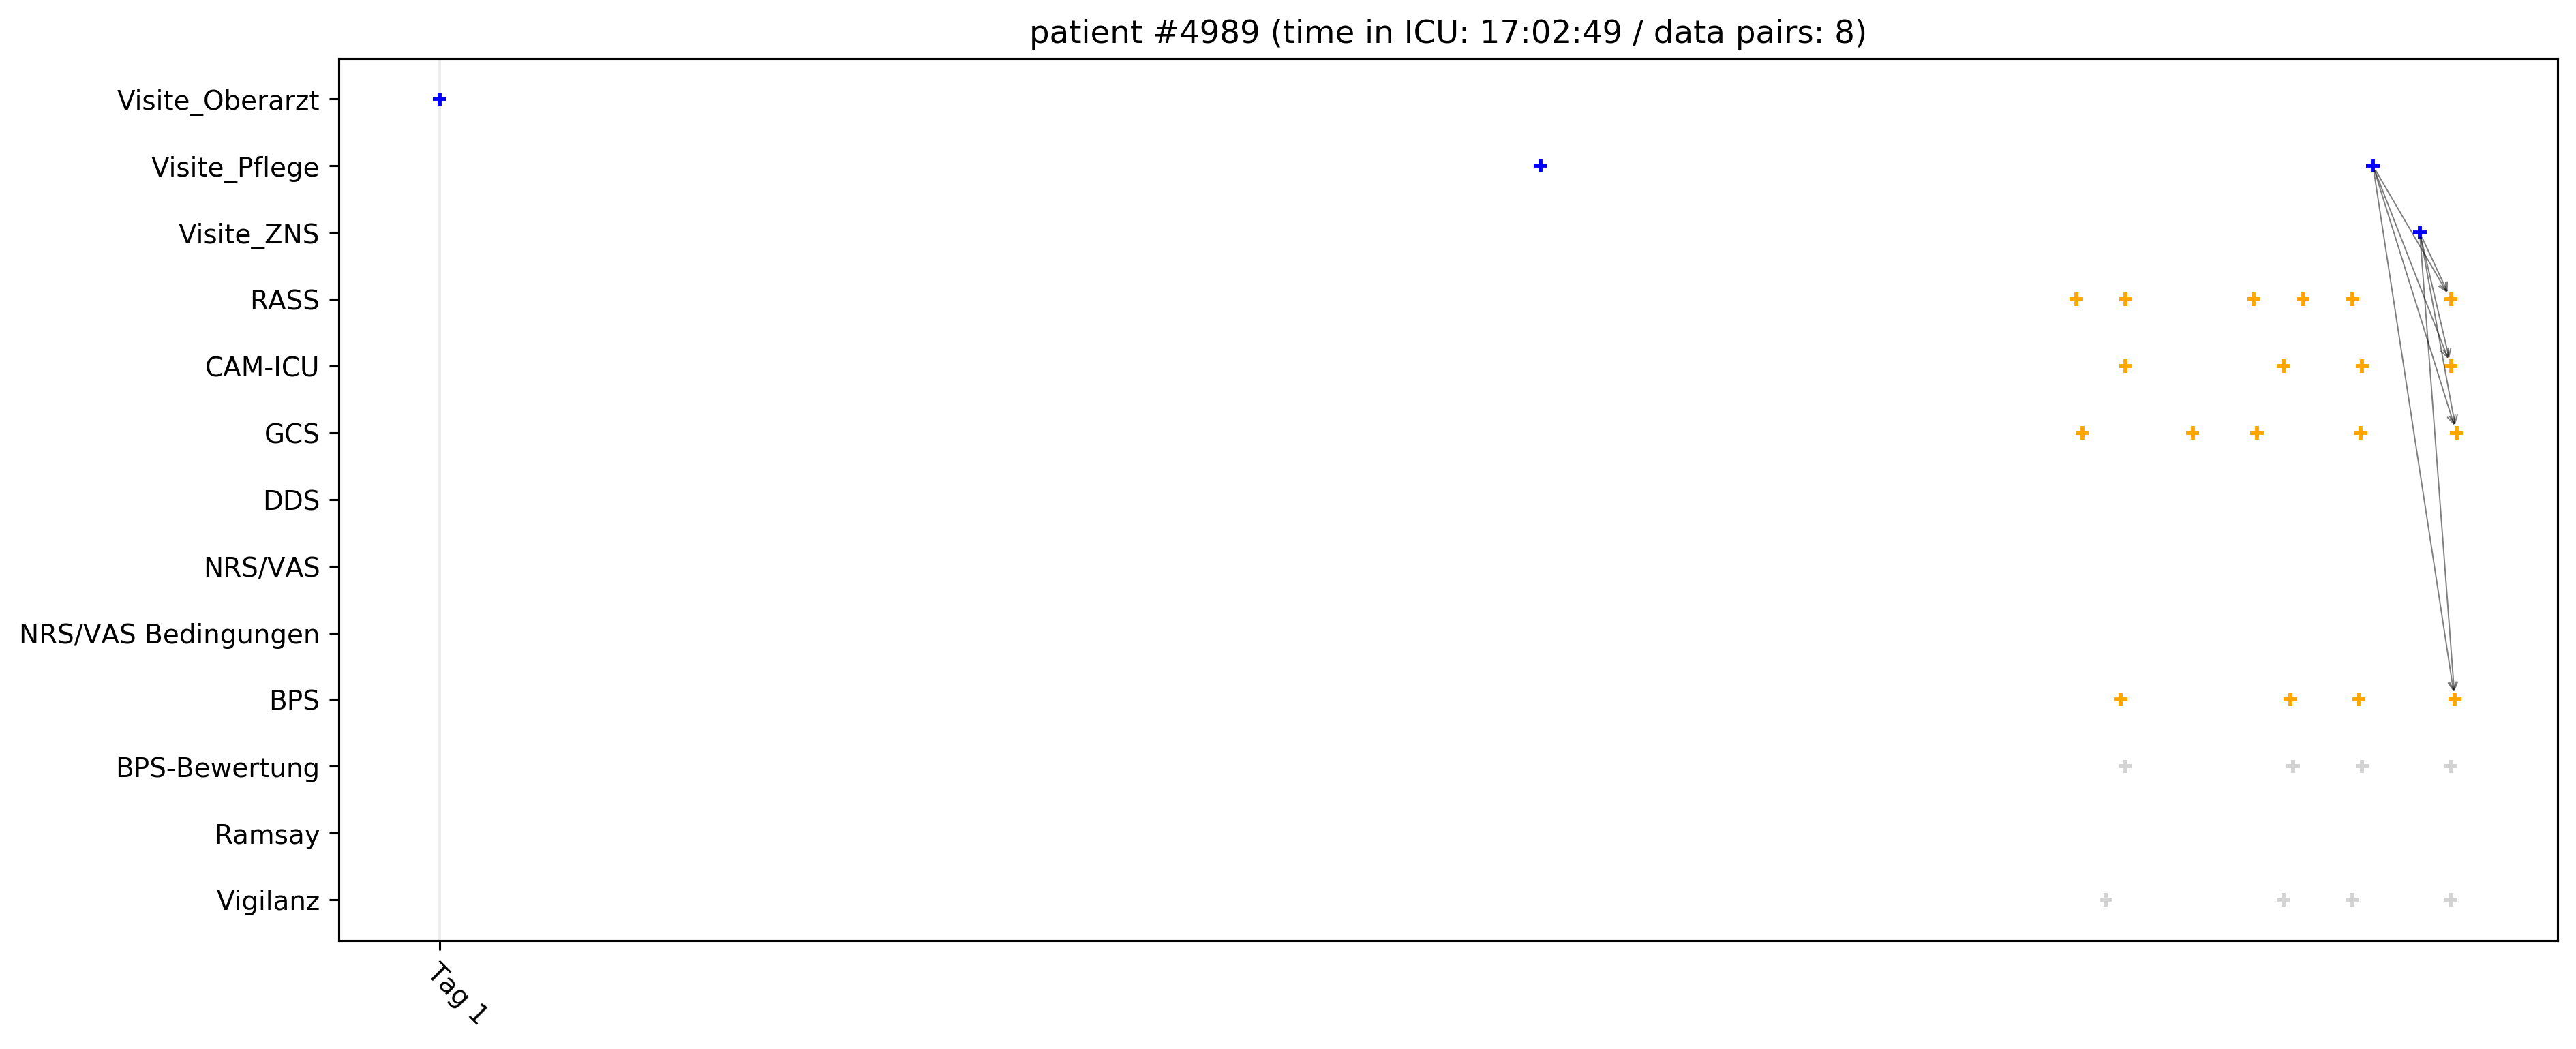 patient #4989 (time in ICU: 17:02:49 / data pairs: 8)
Visite_Oberarzt
Visite_Pflege
Visite_ZNS
RASS
CAM-ICU
GCS
DDS
NRS/VAS
NRS/VAS Bedingungen
BPS
BPS-Bewertung
Ramsay
Vigilanz
Tag 1